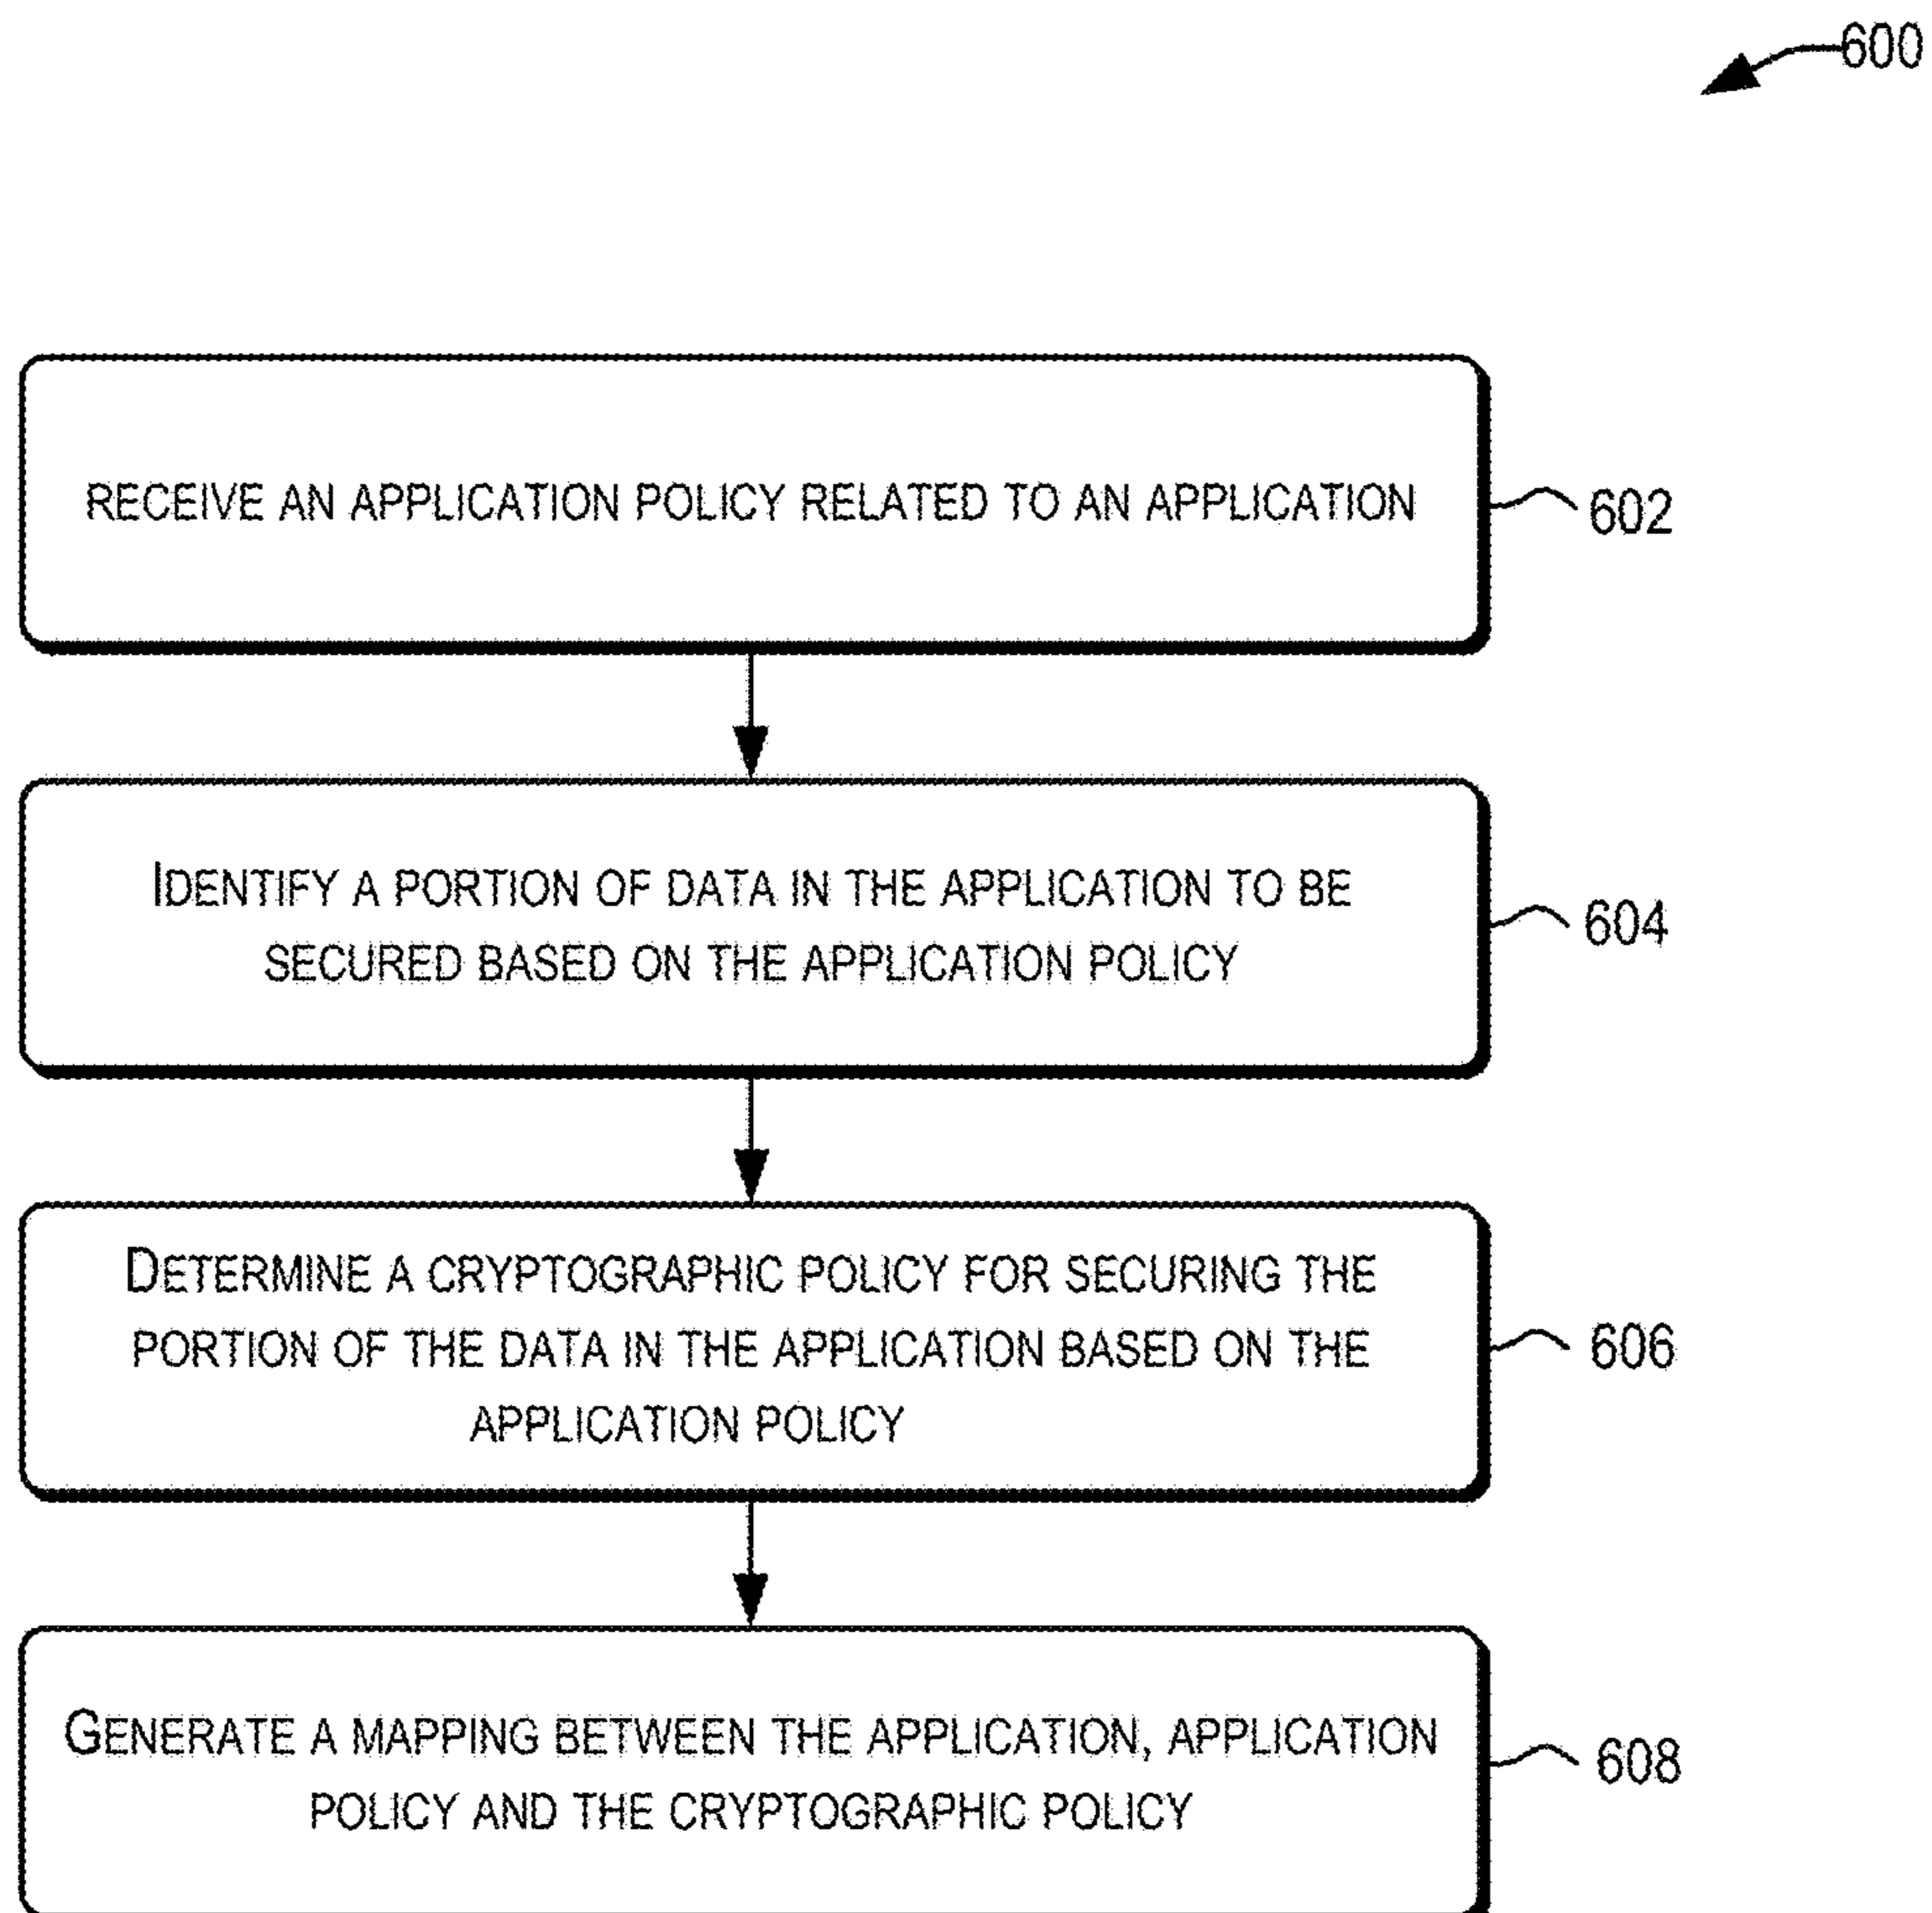 600
RECEIVE AN APPLICATION POLICY RELATED TO AN APPLICATION
602
IDENTIFY A PORTION OF DATA IN THE APPLICATION TO BE
SECURED BASED ON THE APPLICATION POLICY
604
DETERMINE A CRYPTOGRAPHIC POLICY FOR SECURING THE
PORTION OF THE DATA IN THE APPLICATION BASED ON THE
APPLICATION POLICY
606
GENERATE A MAPPING BETWEEN THE APPLICATION, APPLICATION
POLICY AND THE CRYPTOGRAPHIC POLICY
608